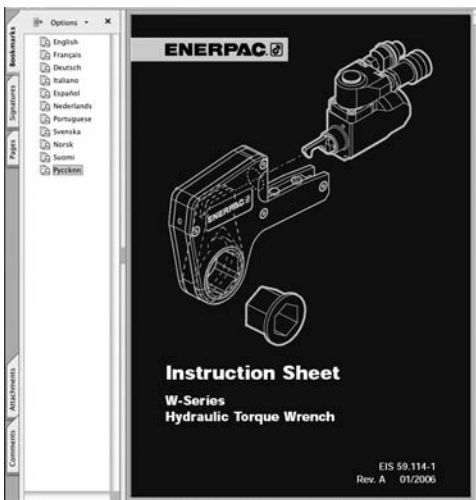 Options
Bookmarks
Signatures
Pages
Attachments
Comments
English
Français
Deutsch
Italiano
Español
Nederlands
Portuguese
Svenska
Norsk
Suomi
Русскпп
ENERPAC.
ENERPAC
Instruction Sheet
W-Series
Hydraulic Torque Wrench
EIS 59.114-1
Rev. A 01/2006